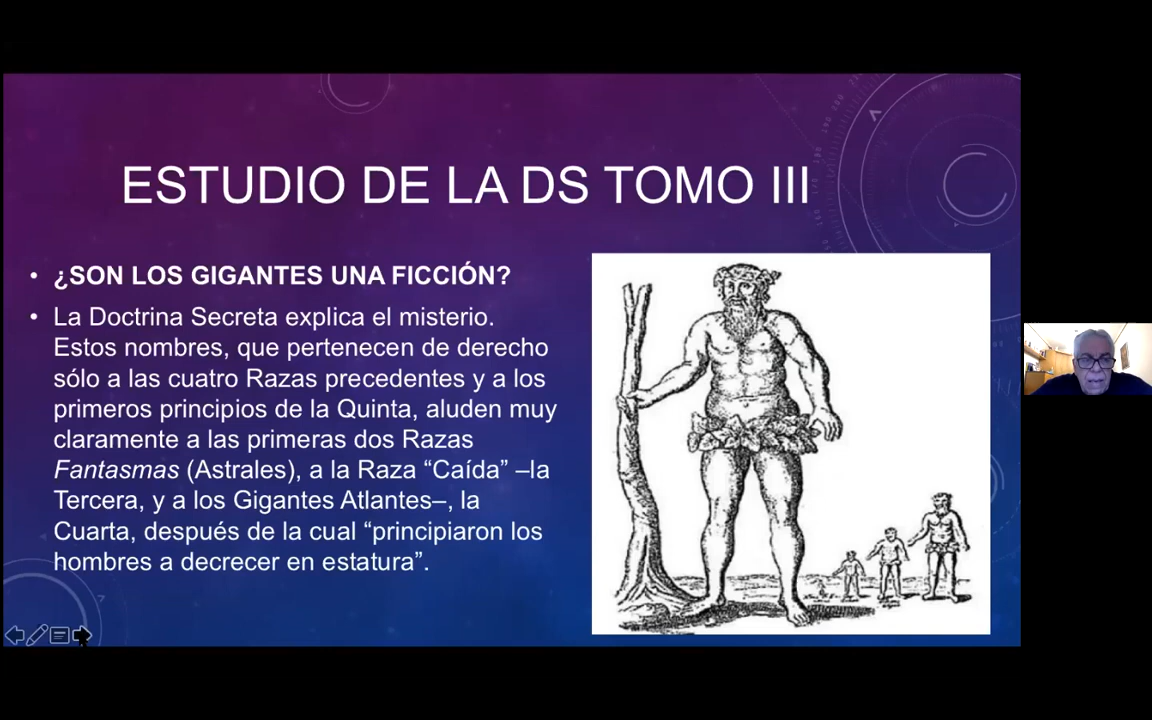 ESTUDIO DE LA DS TOMO III
• ¿SON LOS GIGANTES UNA FICCIÓN?
• La Doctrina Secreta explica el misterio.
Estos nombres, que pertenecen de derecho
sólo a las cuatro Razas precedentes y a los
primeros principios de la Quinta, aluden muy
claramente a las primeras dos Razas
Fantasmas (Astrales), a la Raza “Caída” –la
Tercera, y a los Gigantes Atlantes–, la
Cuarta, después de la cual “principiaron los
hombres a decrecer en estatura”.